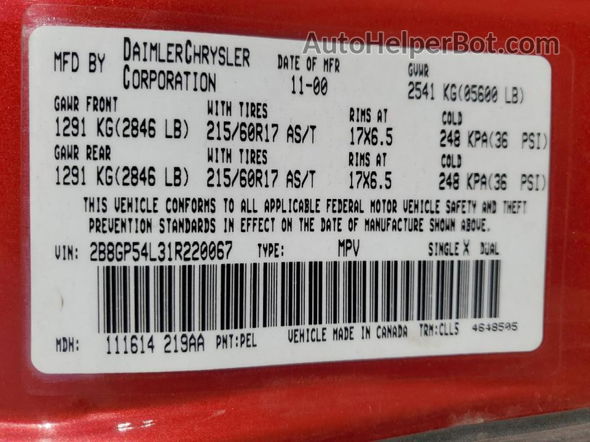 AutoHelperBot.com
MFD BY DAIMLERCHRYSLER CORPORATION DATE OF MFR 11-00 GVWR 2541 KG(05600 LB)
GAWR FRONT WITH TIRES RIMS AT COLD
1291 KG(2846 LB) 215/60R17 AS/T 17X6.5 248 KPA(36 PSI)
GAWR REAR WITH TIRES RIMS AT COLD
1291 KG(2846 LB) 215/60R17 AS/T 17X6.5 248 KPA(36 PSI)
THIS VEHICLE CONFORMS TO ALL APPLICABLE FEDERAL MOTOR VEHICLE SAFETY AND THEFT
PREVENTION STANDARDS IN EFFECT ON THE DATE OF MANUFACTURE SHOWN ABOVE.
VIN: 2B8GP54L31R220067 TYPE: MPV SINGLE X DUAL
MDH: 111614 219AA PNT:PEL VEHICLE MADE IN CANADA TRM:CLLS 4648505